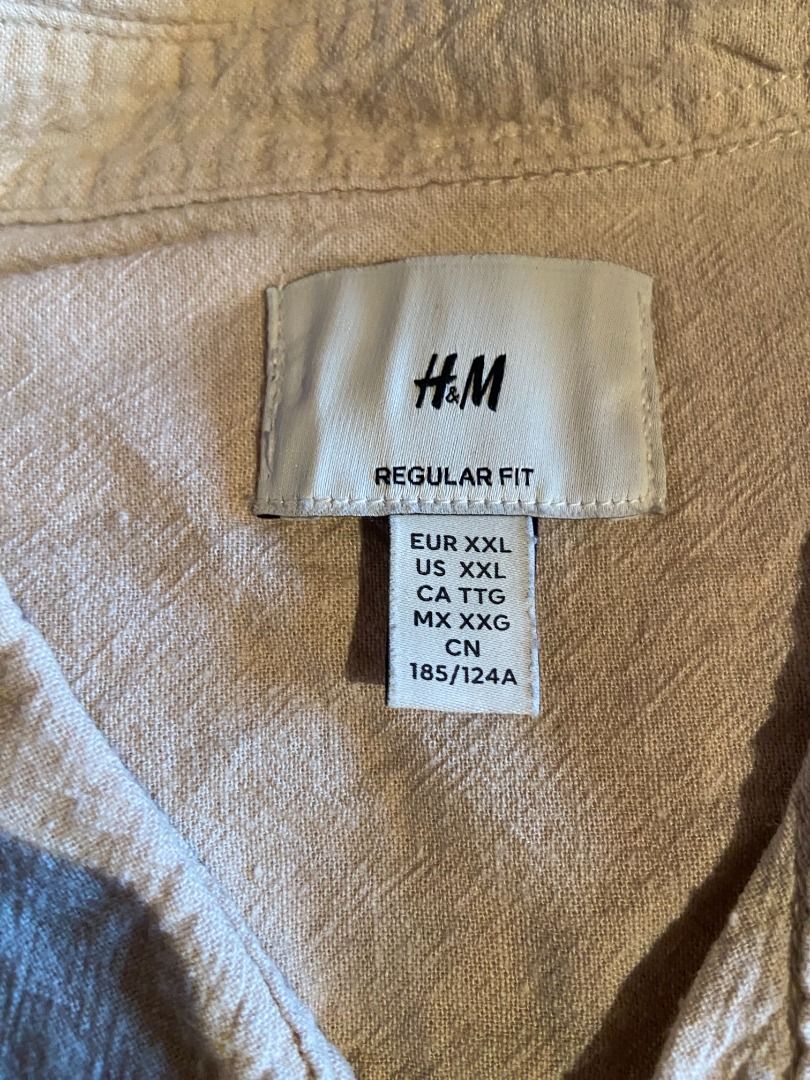 H&M
REGULAR FIT
EUR XXL
US XXL
CA TTG
MX XXG
CN
185/124A